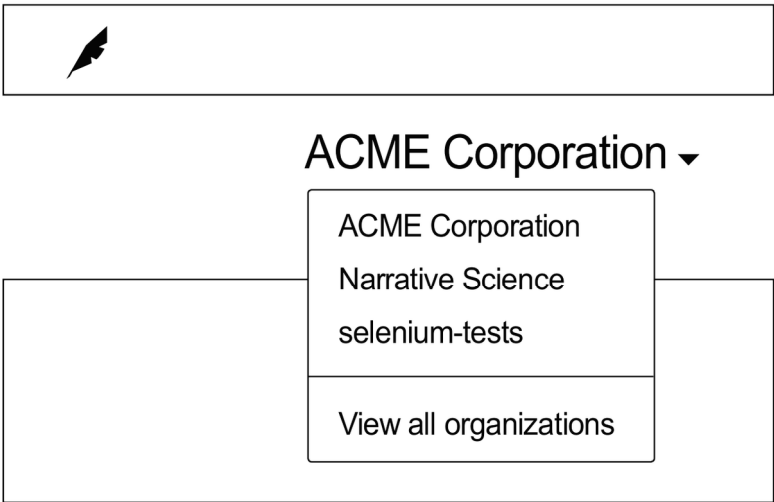 ACME Corporation
ACME Corporation
Narrative Science
selenium-tests
View all organizations